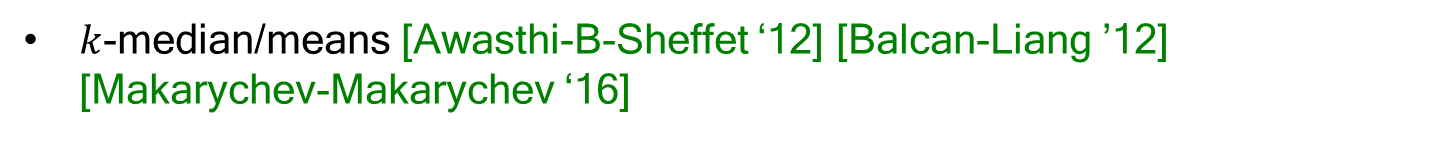 • 𝑘-median/means [Awasthi-B-Sheffet ‘12] [Balcan-Liang ’12]
[Makarychev-Makarychev ‘16]